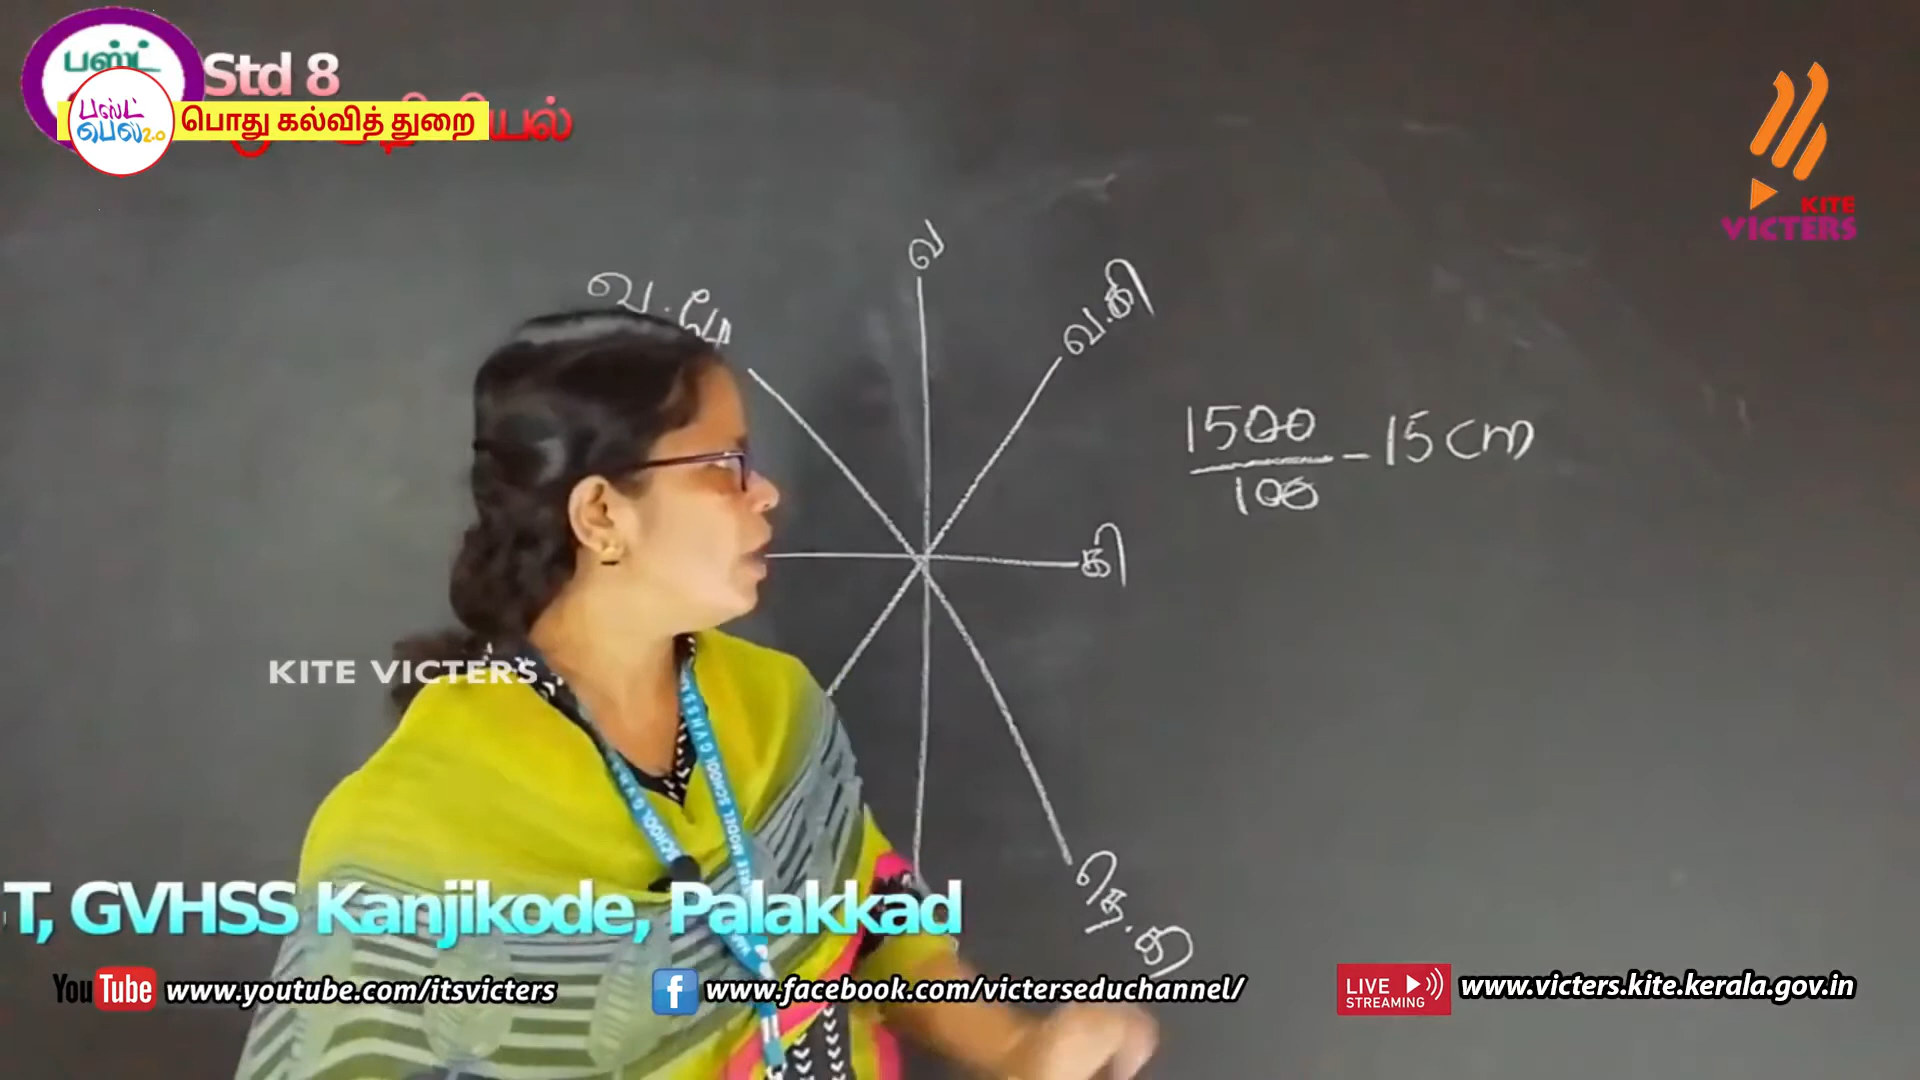 பஸ்ட்
Std 8
பஸ்ட்
பெல் 2.0
பொது கல்வித் துறை
KITE
VICTERS
வ
வ.மே
வ.கி
1500
100
- 15 cm
கி
KITE VICTERS
தெ.கி
T, GVHSS Kanjikode, Palakkad
You Tube www.youtube.com/itsvicters
f www.facebook.com/victerseduchannel/
LIVE
STREAMING
www.victers.kite.kerala.gov.in